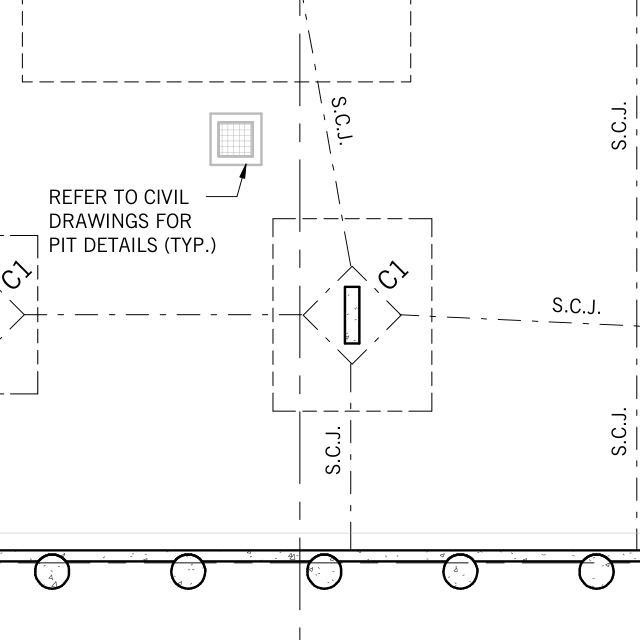 S.C.J.
S.C.J.
REFER TO CIVIL
DRAWINGS FOR
PIT DETAILS (TYP.)
C1
C1
S.C.J.
S.C.J.
S.C.J.